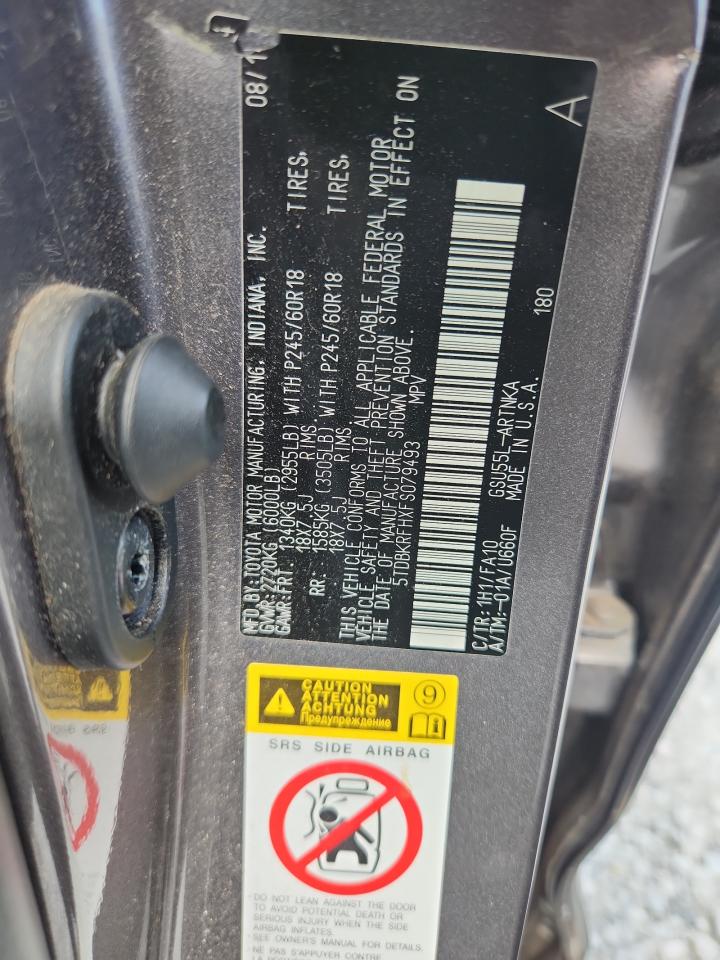 08/1
MFD.BY:TOYOTA MOTOR MANUFACTURING, INDIANA, INC.
GVWR:2720KG (6000LB)
GAWR:FRT. 1340KG (2955LB) WITH P245/60R18 TIRES,
18X7.5J RIMS,
RR. 1585KG (3505LB) WITH P245/60R18 TIRES,
18X7.5J RIMS,
THIS VEHICLE CONFORMS TO ALL APPLICABLE FEDERAL MOTOR
VEHICLE SAFETY AND THEFT PREVENTION STANDARDS IN EFFECT ON
THE DATE OF MANUFACTURE SHOWN ABOVE.
5TDBKRFHXFS079493 MPV
C/TR: 1H1/FA10 GSU55L-ARTNKA 180
A/TM:-01A/U660F MADE IN U.S.A. A
CAUTION
ATTENTION
ACHTUNG
Предупреждение
9
SRS SIDE AIRBAG
· DO NOT LEAN AGAINST THE DOOR
TO AVOID POTENTIAL DEATH OR
SERIOUS INJURY WHEN THE SIDE
AIRBAG INFLATES.
· SEE OWNER'S MANUAL FOR DETAILS.
· NE PAS S'APPUYER CONTRE